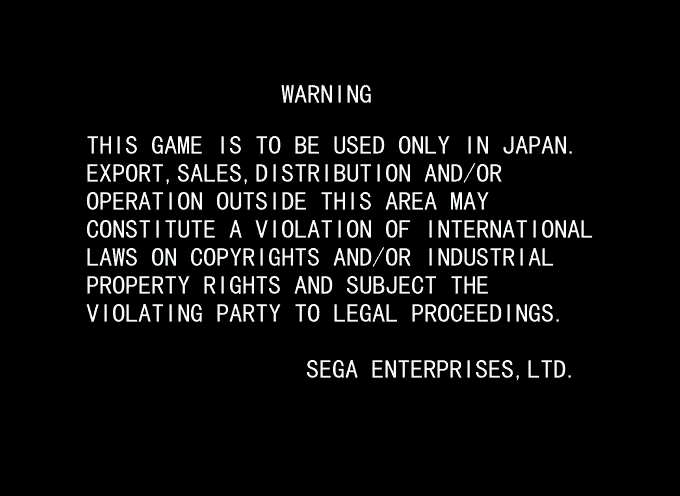 WARNING
THIS GAME IS TO BE USED ONLY IN JAPAN.
EXPORT,SALES,DISTRIBUTION AND/OR
OPERATION OUTSIDE THIS AREA MAY
CONSTITUTE A VIOLATION OF INTERNATIONAL
LAWS ON COPYRIGHTS AND/OR INDUSTRIAL
PROPERTY RIGHTS AND SUBJECT THE
VIOLATING PARTY TO LEGAL PROCEEDINGS.
SEGA ENTERPRISES,LTD.